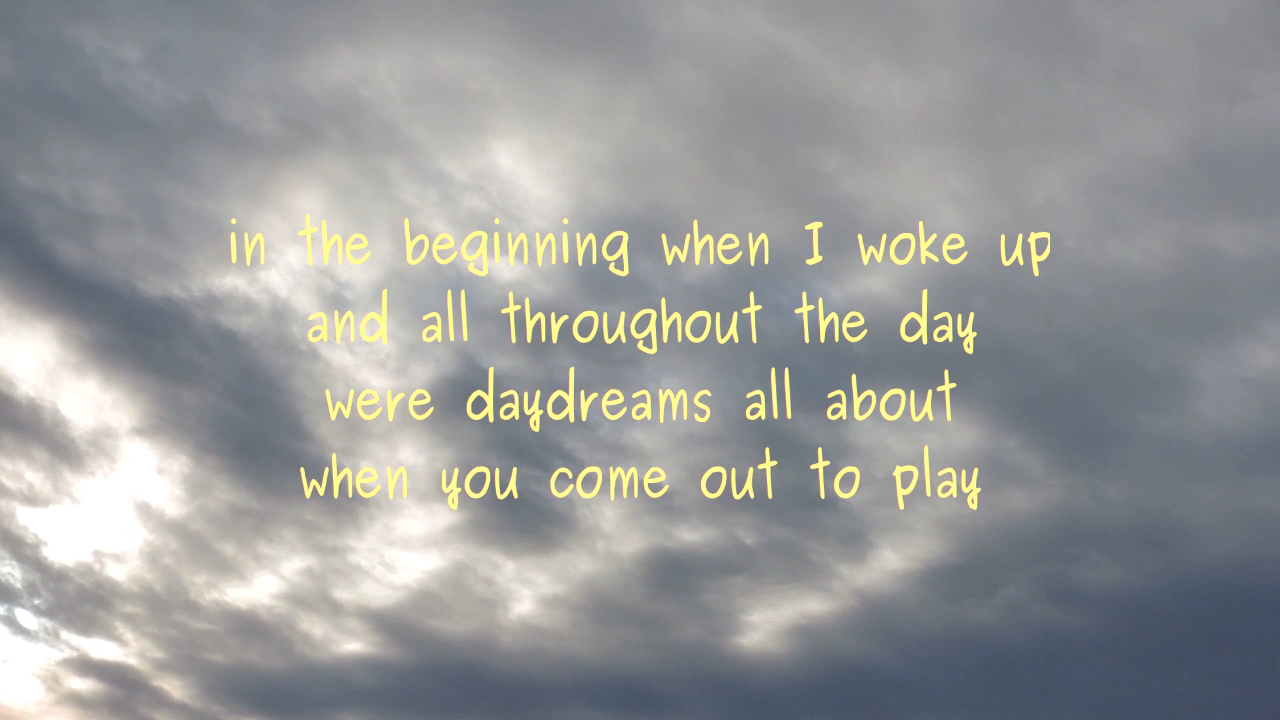 in the beginning when I woke up
and all throughout the day
were daydreams all about
when you come out to play